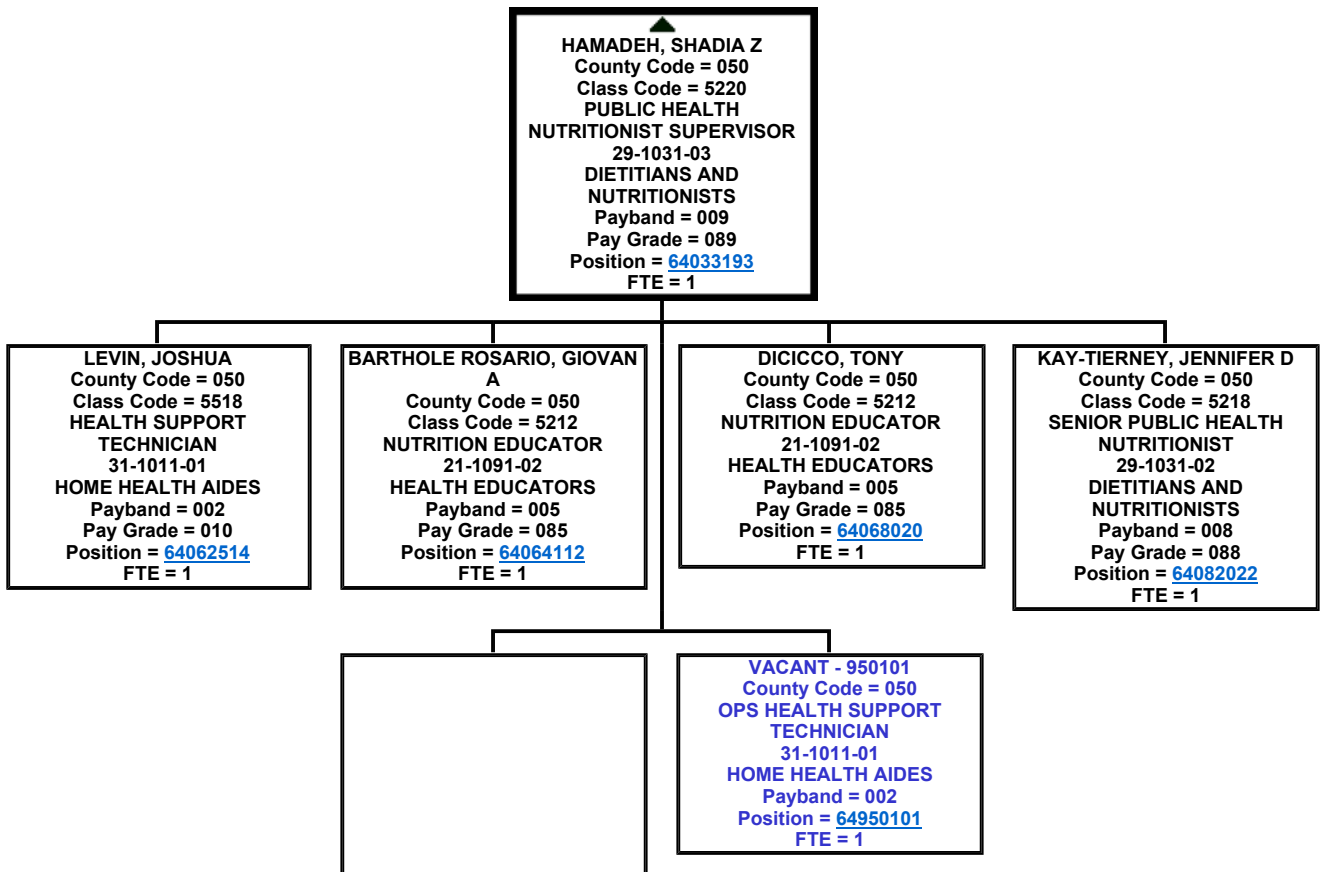 HAMADEH, SHADIA Z
County Code = 050
Class Code = 5220
PUBLIC HEALTH
NUTRITIONIST SUPERVISOR
29-1031-03
DIETITIANS AND
NUTRITIONISTS
Payband = 009
Pay Grade = 089
Position = 64033193
FTE = 1
LEVIN, JOSHUA
County Code = 050
Class Code = 5518
HEALTH SUPPORT
TECHNICIAN
31-1011-01
HOME HEALTH AIDES
Payband = 002
Pay Grade = 010
Position = 64062514
FTE = 1
BARTHOLE ROSARIO, GIOVAN
A
County Code = 050
Class Code = 5212
NUTRITION EDUCATOR
21-1091-02
HEALTH EDUCATORS
Payband = 005
Pay Grade = 085
Position = 64064112
FTE = 1
DICICCO, TONY
County Code = 050
Class Code = 5212
NUTRITION EDUCATOR
21-1091-02
HEALTH EDUCATORS
Payband = 005
Pay Grade = 085
Position = 64068020
FTE = 1
KAY-TIERNEY, JENNIFER D
County Code = 050
Class Code = 5218
SENIOR PUBLIC HEALTH
NUTRITIONIST
29-1031-02
DIETITIANS AND
NUTRITIONISTS
Payband = 008
Pay Grade = 088
Position = 64082022
FTE = 1
VACANT - 950101
County Code = 050
OPS HEALTH SUPPORT
TECHNICIAN
31-1011-01
HOME HEALTH AIDES
Payband = 002
Position = 64950101
FTE = 1